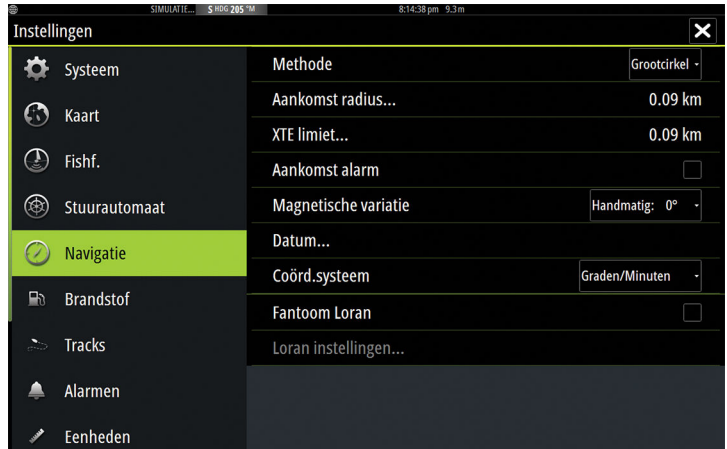 SIMULATIE... S HDG 205 °M 8:14:38 pm 9.3 m
Instellingen
Systeem
Kaart
Fishf.
Stuurautomaat
Navigatie
Brandstof
Tracks
Alarmen
Eenheden
Methode Grootcirkel
Aankomst radius... 0.09 km
XTE limiet... 0.09 km
Aankomst alarm
Magnetische variatie Handmatig: 0°
Datum...
Coörd.systeem Graden/Minuten
Fantoom Loran
Loran instellingen...